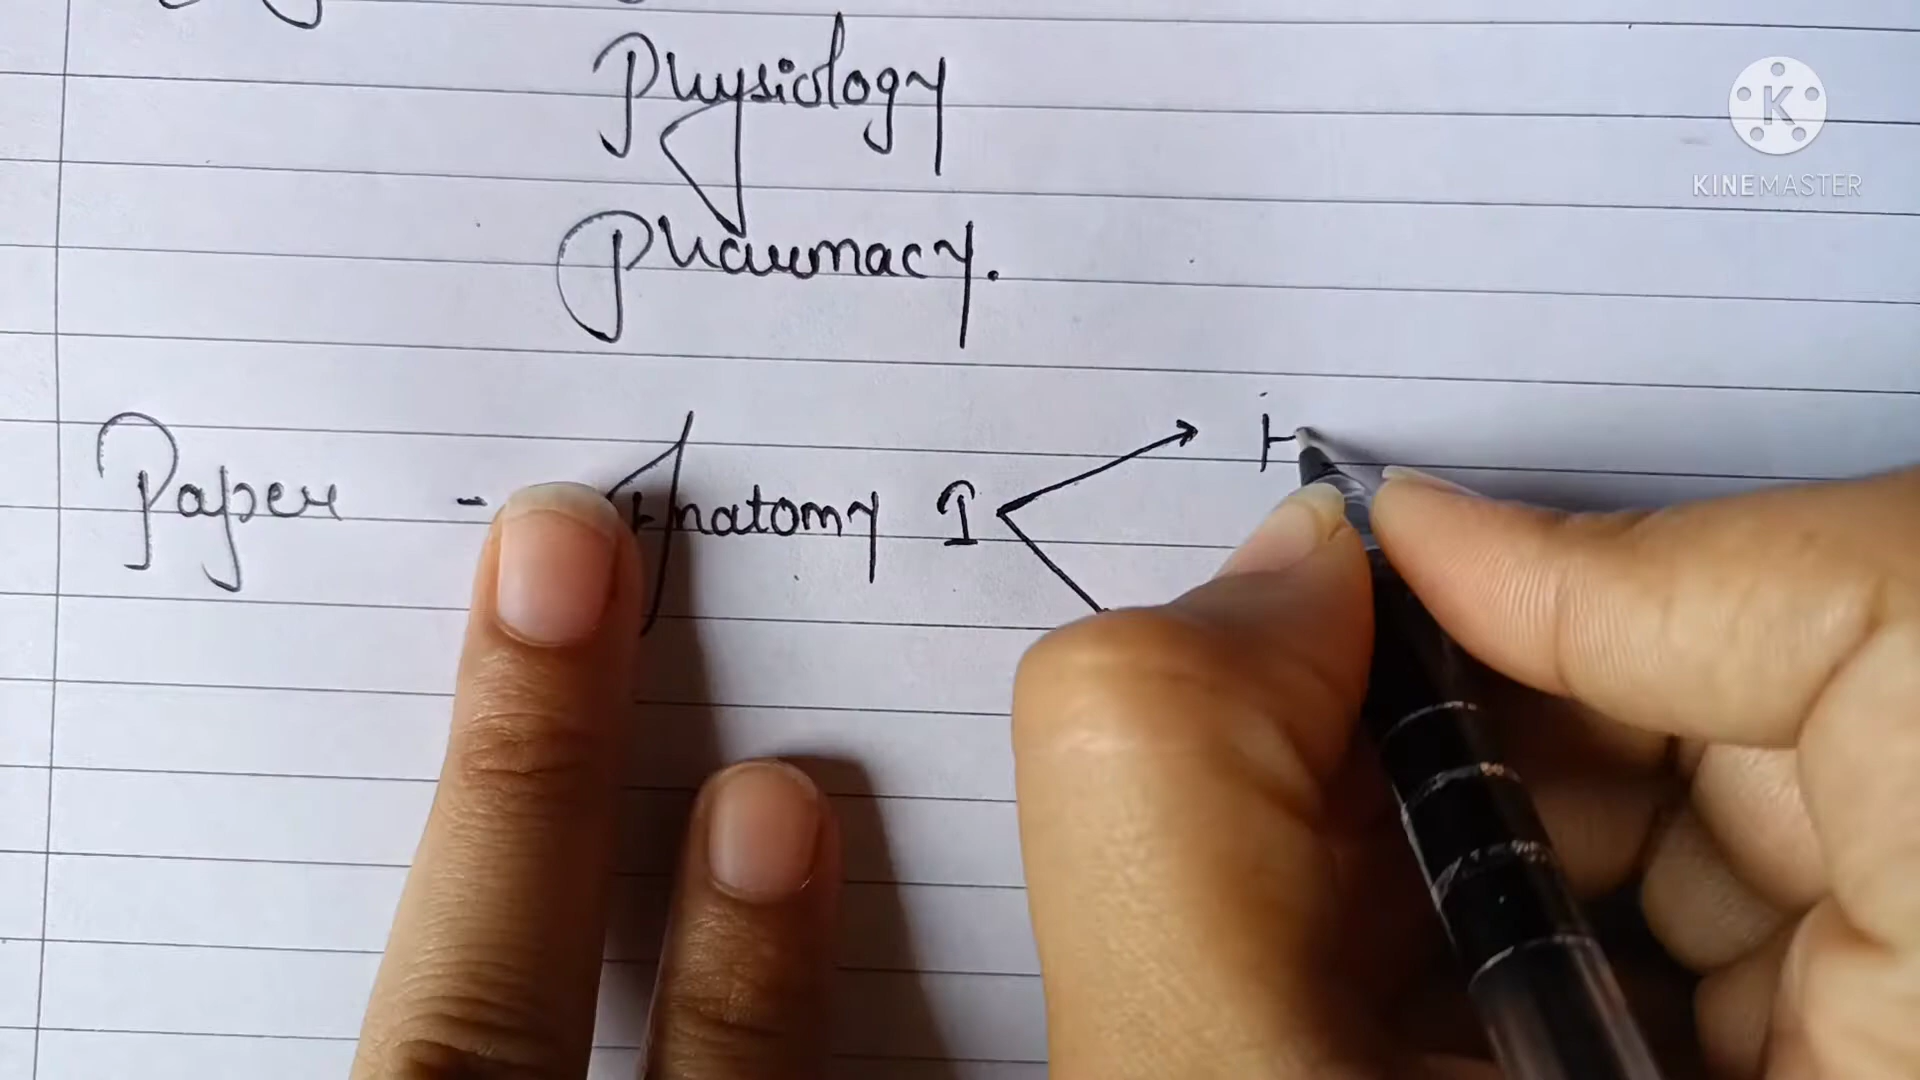 Physiology
Pharmacy.
Paper - Anatomy I
K
KINEMASTER